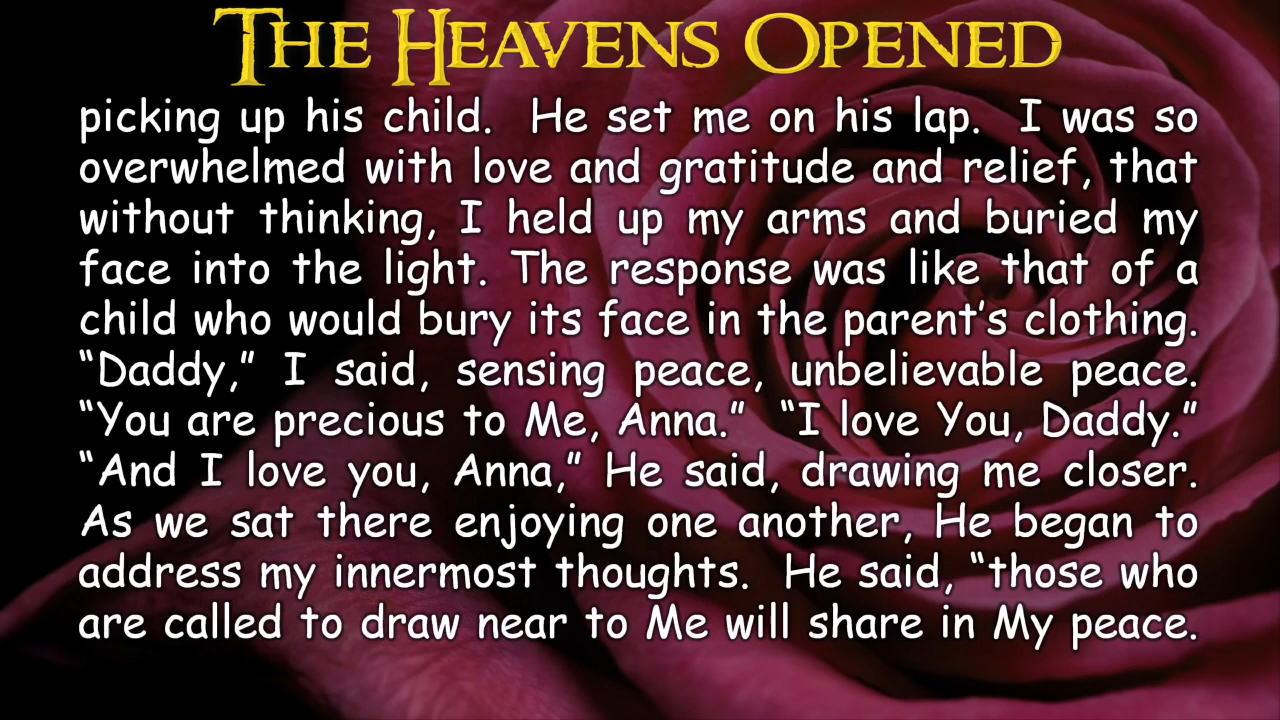 THE HEAVENS OPENED
picking up his child.  He set me on his lap.  I was so
overwhelmed with love and gratitude and relief, that
without thinking, I held up my arms and buried my
face into the light. The response was like that of a
child who would bury its face in the parent’s clothing.
“Daddy,” I said, sensing peace, unbelievable peace.
“You are precious to Me, Anna.”  “I love You, Daddy.”
“And I love you, Anna,” He said, drawing me closer.
As we sat there enjoying one another, He began to
address my innermost thoughts.  He said, “those who
are called to draw near to Me will share in My peace.